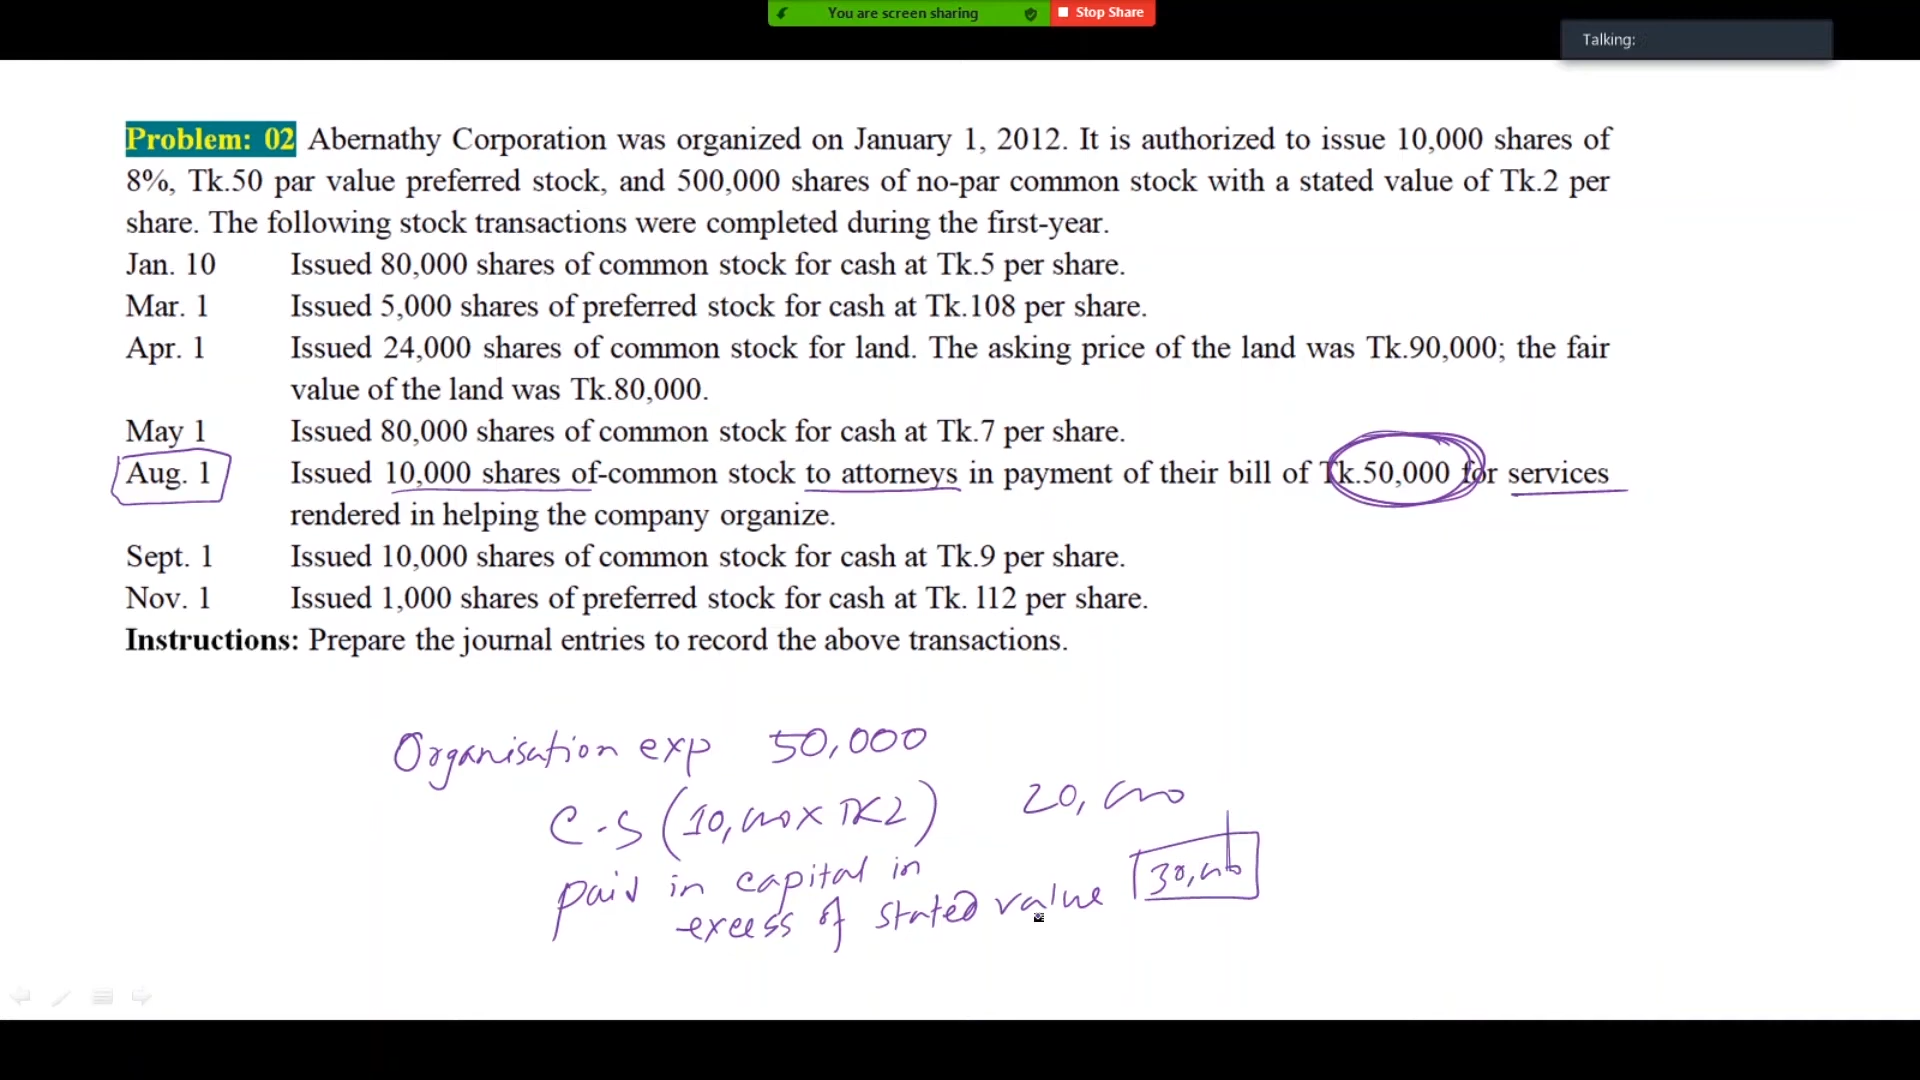 You are screen sharing
Stop Share
Talking:
Problem: 02 Abernathy Corporation was organized on January 1, 2012. It is authorized to issue 10,000 shares of
8%, Tk.50 par value preferred stock, and 500,000 shares of no-par common stock with a stated value of Tk.2 per
share. The following stock transactions were completed during the first-year.
Jan. 10 Issued 80,000 shares of common stock for cash at Tk.5 per share.
Mar. 1 Issued 5,000 shares of preferred stock for cash at Tk.108 per share.
Apr. 1 Issued 24,000 shares of common stock for land. The asking price of the land was Tk.90,000; the fair
value of the land was Tk.80,000.
May 1 Issued 80,000 shares of common stock for cash at Tk.7 per share.
Aug. 1 Issued 10,000 shares of-common stock to attorneys in payment of their bill of Tk.50,000 for services
rendered in helping the company organize.
Sept. 1 Issued 10,000 shares of common stock for cash at Tk.9 per share.
Nov. 1 Issued 1,000 shares of preferred stock for cash at Tk. l12 per share.
Instructions: Prepare the journal entries to record the above transactions.
Organisation exp 50,000
C.S (10,000 x TK2) 20,000
paid in capital in
exess of stated value 30,000